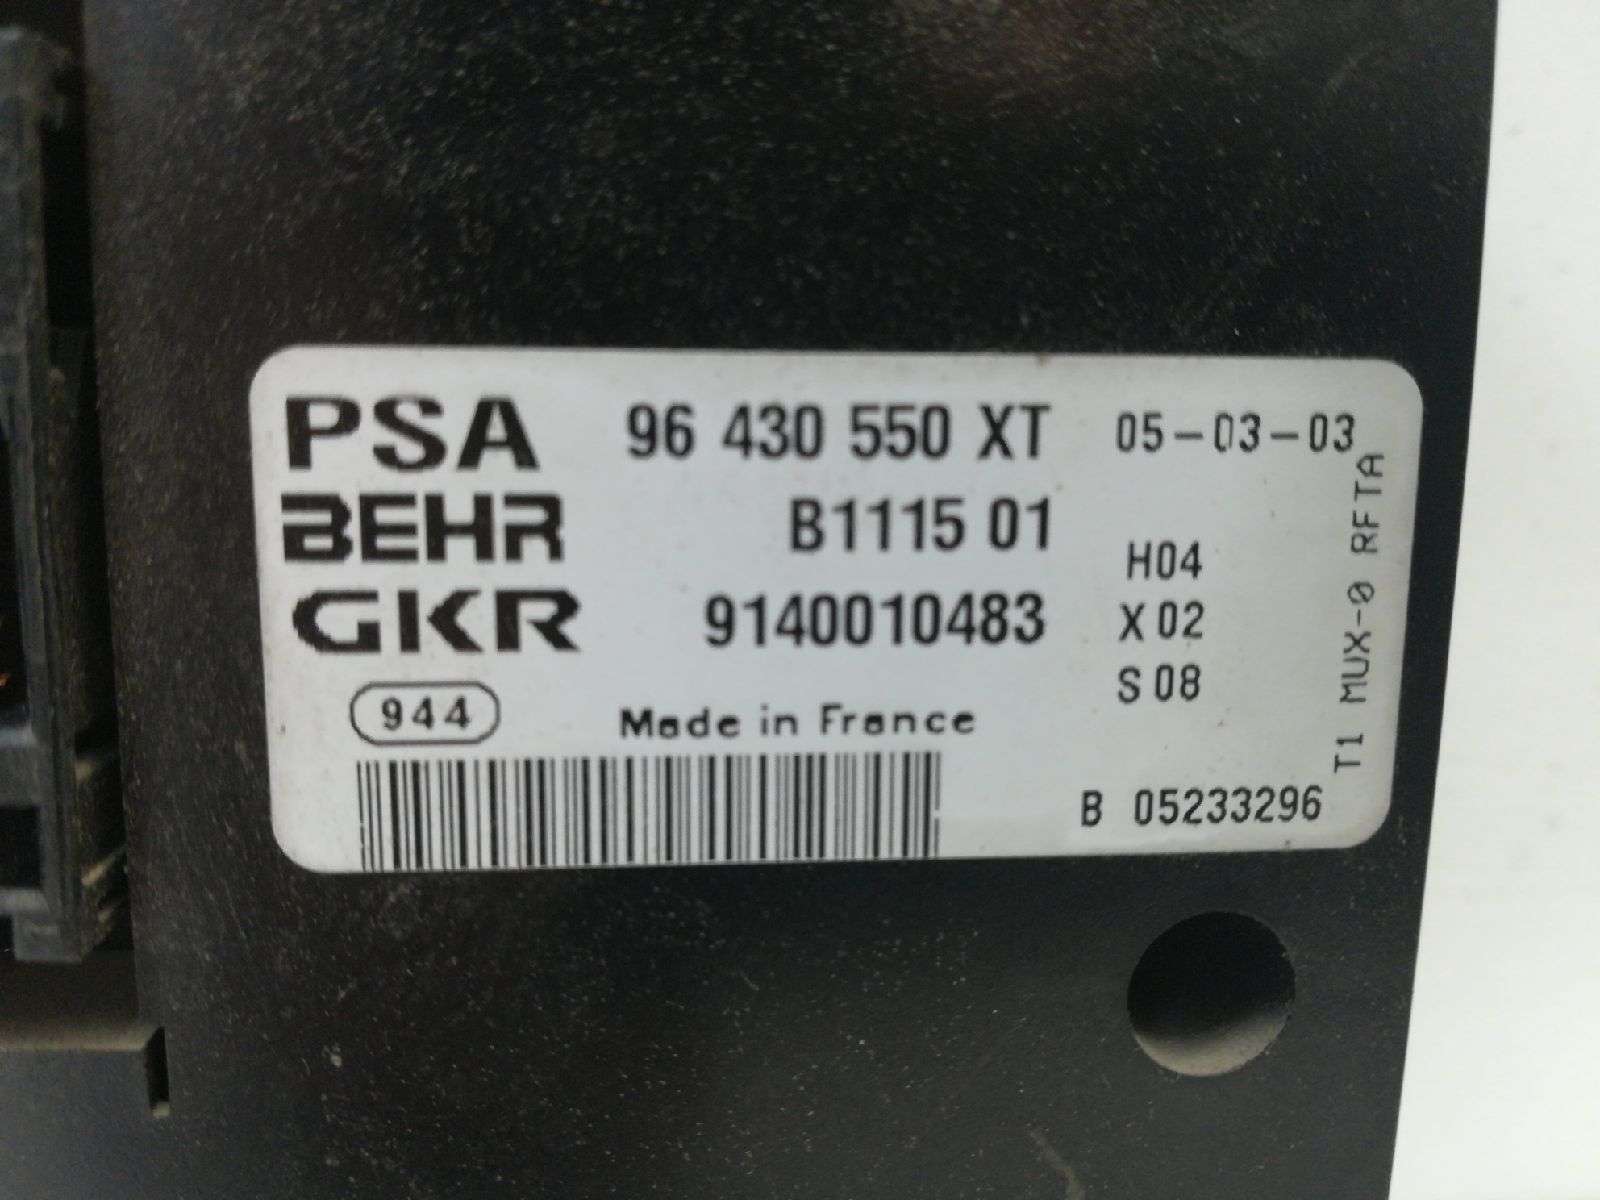 PSA 96 430 550 XT 05-03-03
BEHR B1115 01
GKR 9140010483
H04
X 02
S 08
944 Made in France
B 05233296
T1 MUX-0 RFTA